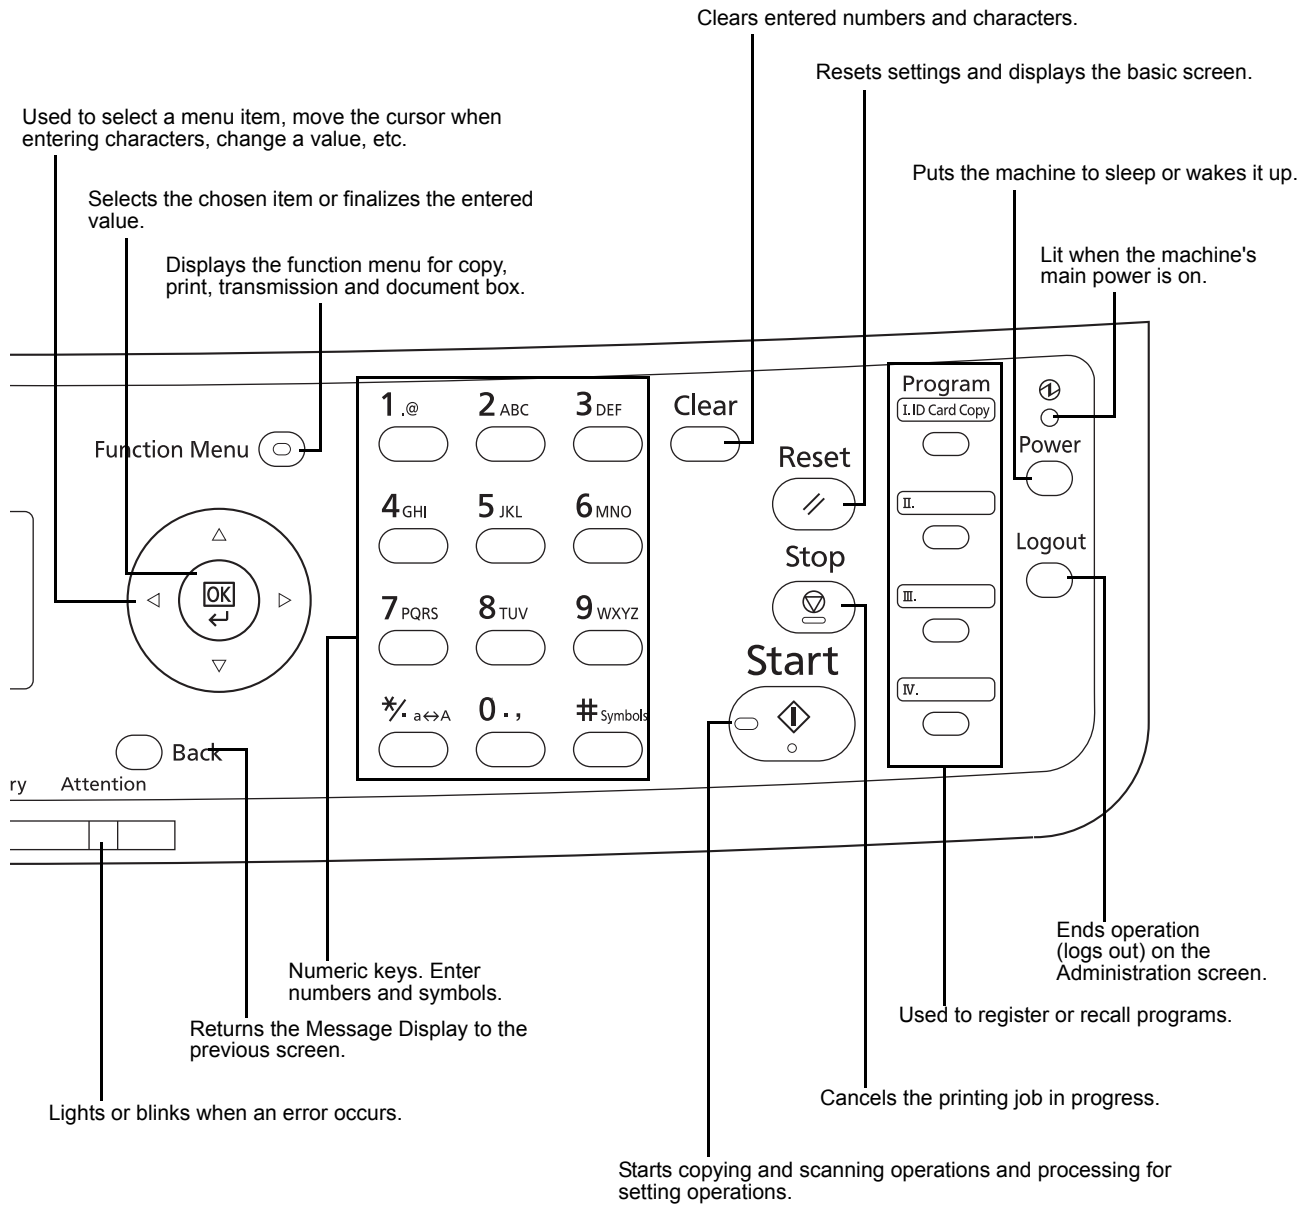 Clears entered numbers and characters.
Resets settings and displays the basic screen.
Used to select a menu item, move the cursor when
entering characters, change a value, etc.
Puts the machine to sleep or wakes it up.
Selects the chosen item or finalizes the entered
value.
Lit when the machine's
main power is on.
Displays the function menu for copy,
print, transmission and document box.
Function Menu
OK
Back
ry
Attention
1 .@
2 ABC
3 DEF
4 GHI
5 JKL
6 MNO
7 PQRS
8 TUV
9 WXYZ
*/. a↔A
0 . ,
# Symbols
Clear
Reset
Stop
Start
Program
I. ID Card Copy
II.
III.
IV.
Power
Logout
Ends operation
(logs out) on the
Administration screen.
Numeric keys. Enter
numbers and symbols.
Used to register or recall programs.
Returns the Message Display to the
previous screen.
Cancels the printing job in progress.
Lights or blinks when an error occurs.
Starts copying and scanning operations and processing for
setting operations.